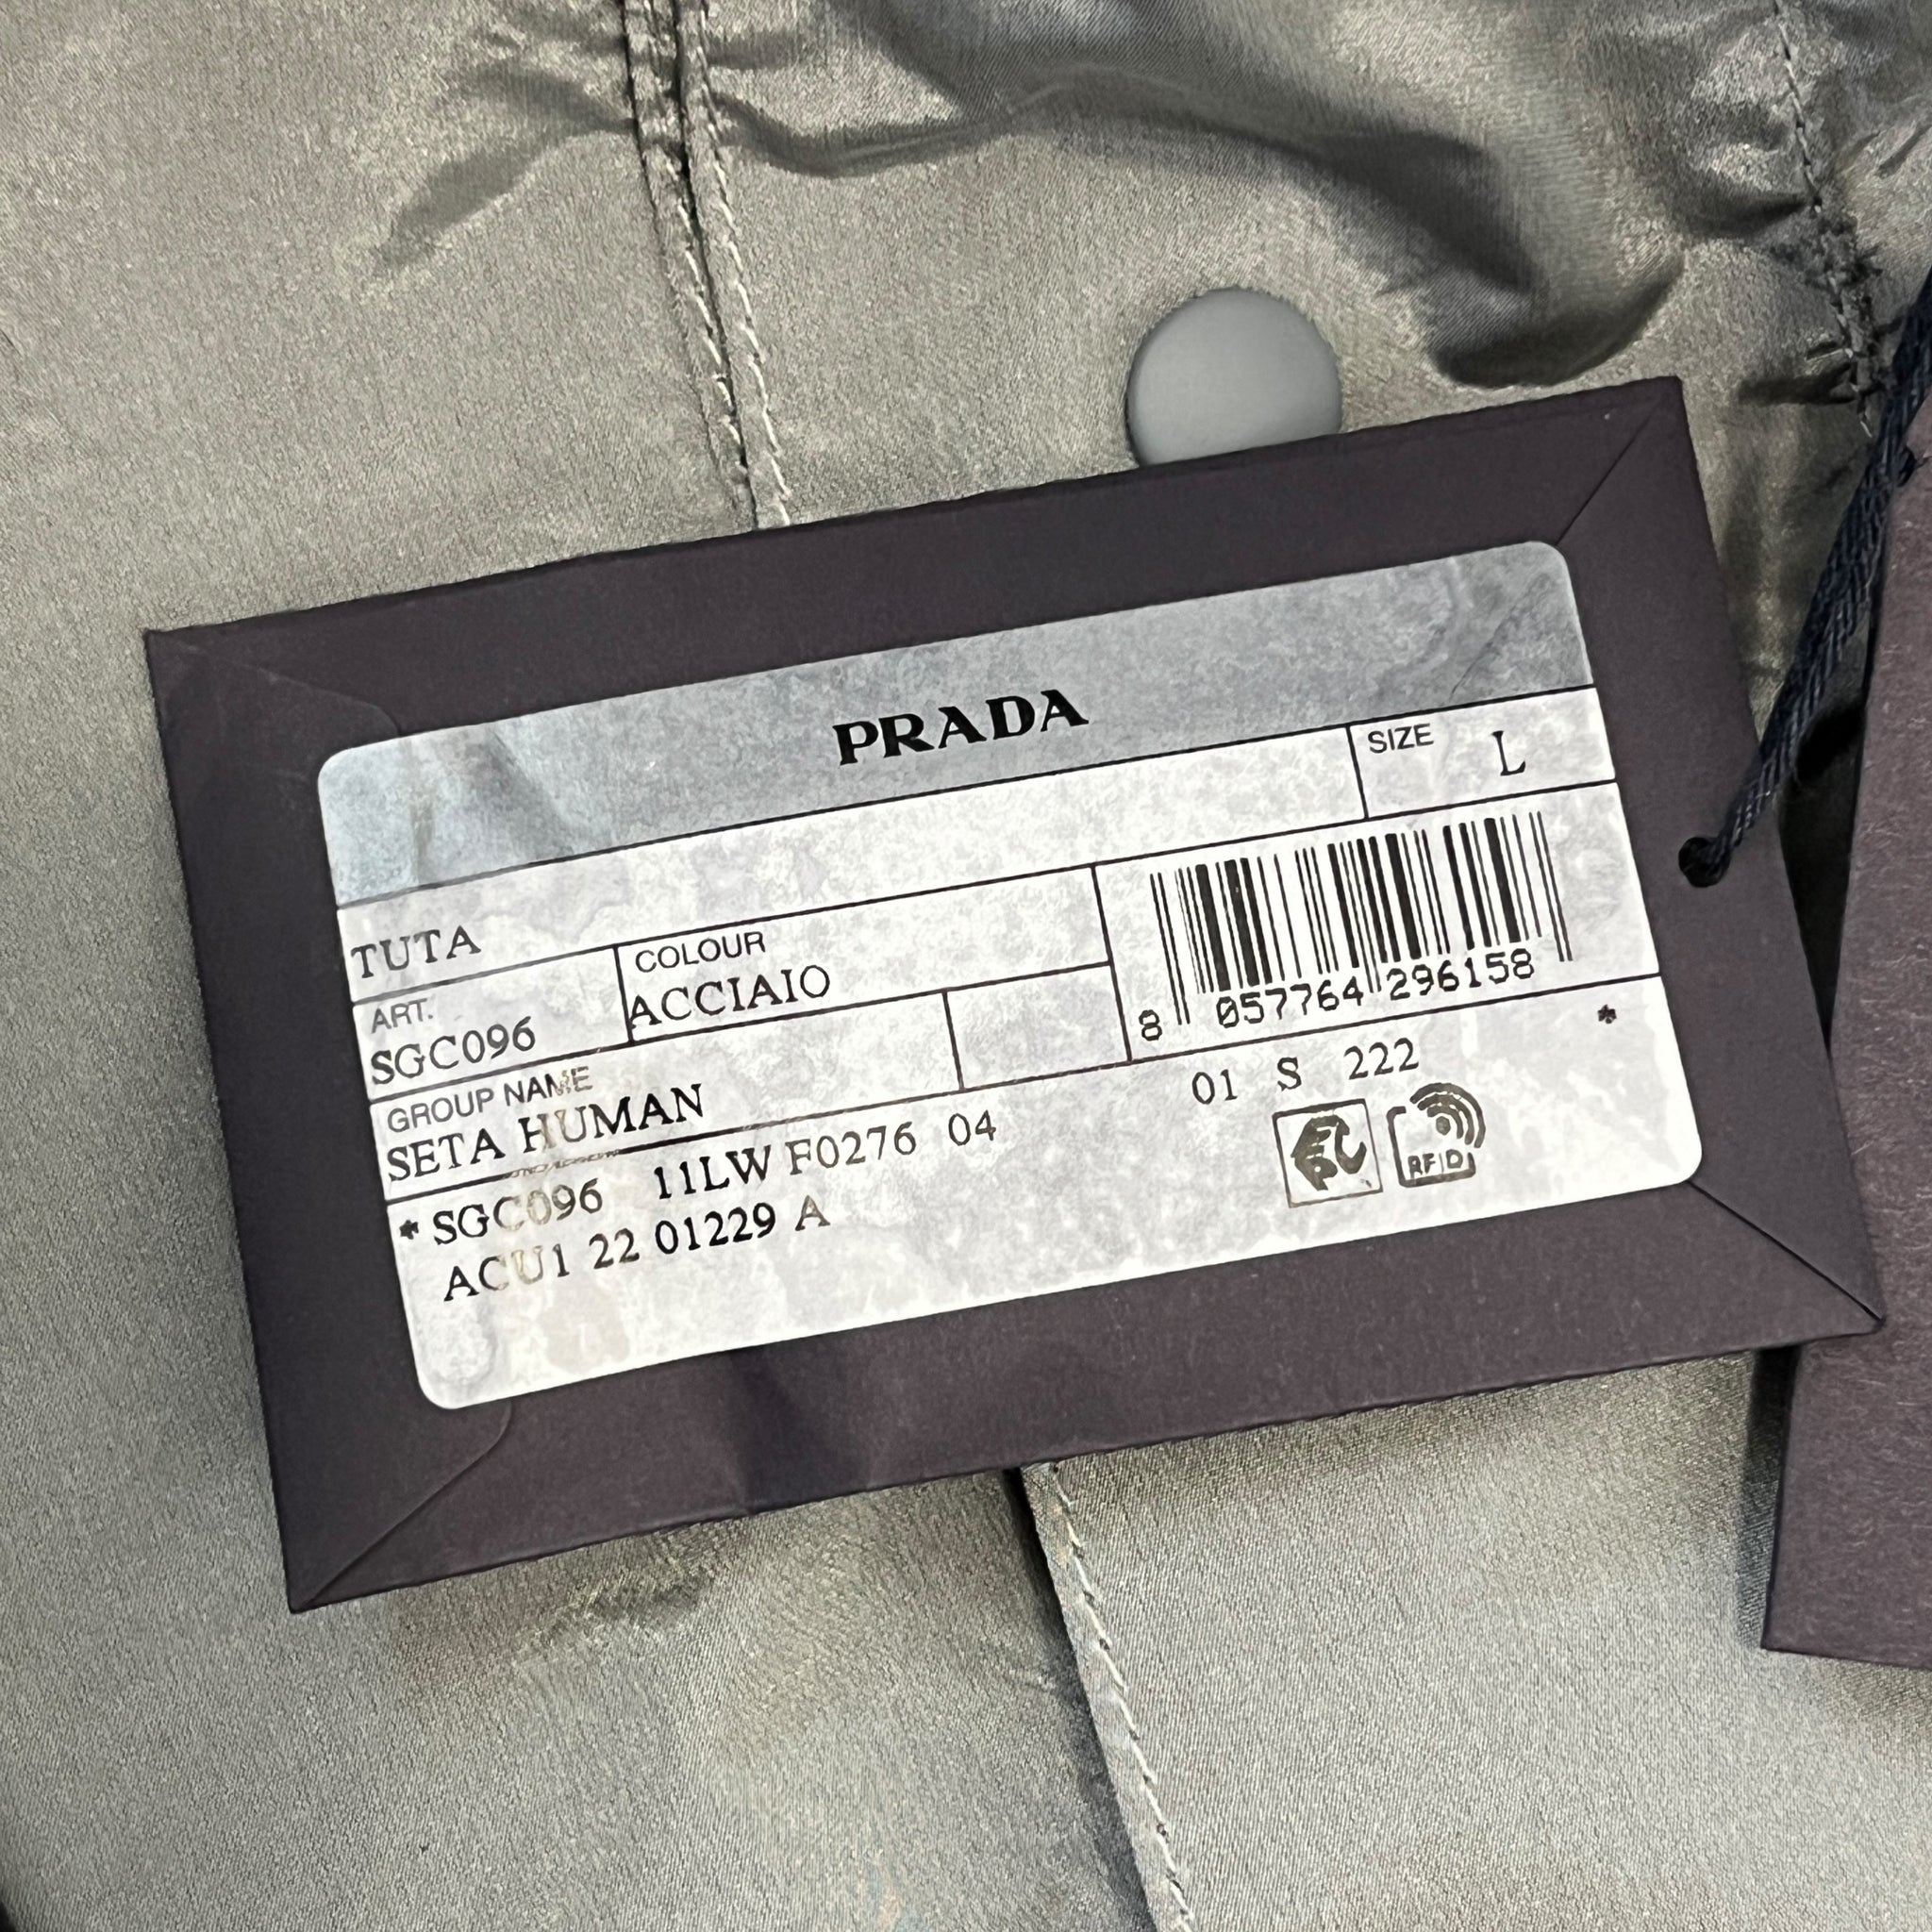 PRADA
SIZE L
TUTA
ART.
SGC096
COLOUR
ACCIAIO
8 057764 296158
GROUP NAME
SETA HUMAN
* SGC096 11LW F0276 04 01 S 222 *
ACU1 22 01229 A
RFID